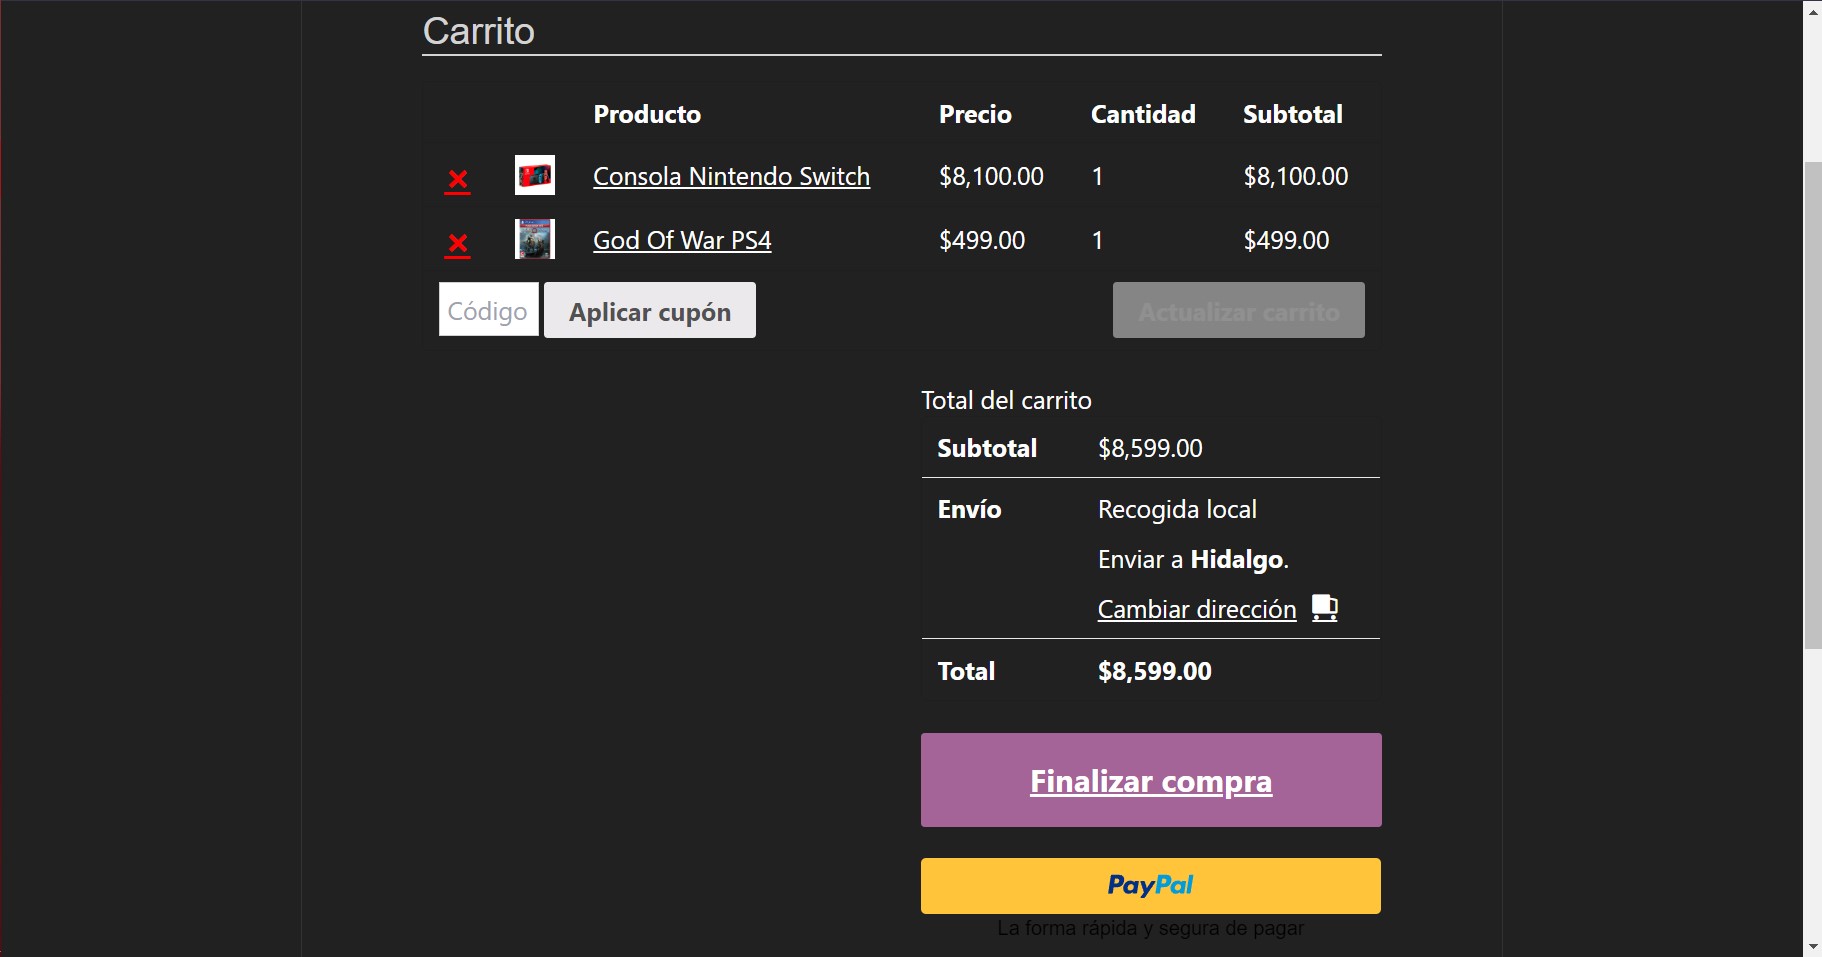 Carrito
Producto Precio Cantidad Subtotal
Consola Nintendo Switch $8,100.00 1 $8,100.00
God Of War PS4 $499.00 1 $499.00
Código Aplicar cupón Actualizar carrito
Total del carrito
Subtotal $8,599.00
Envío Recogida local
Enviar a Hidalgo.
Cambiar dirección
Total $8,599.00
Finalizar compra
PayPal
La forma rápida y segura de pagar